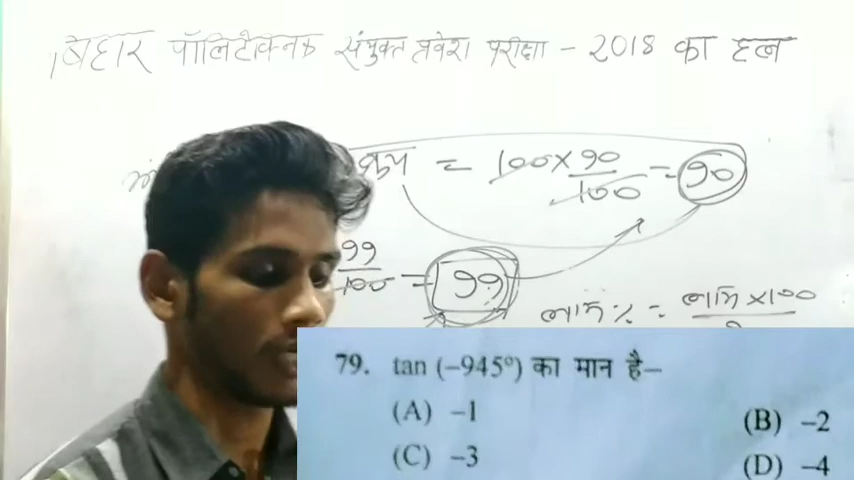 बिहार पॉलिटेक्निक संयुक्त प्रवेश परीक्षा - 2018 का हल
क्रय = 100 × 90/100 = 90
99/100 = 99
लाभ % = लाभ × 100
79. tan (–945°) का मान है–
(A) –1
(B) –2
(C) –3
(D) –4